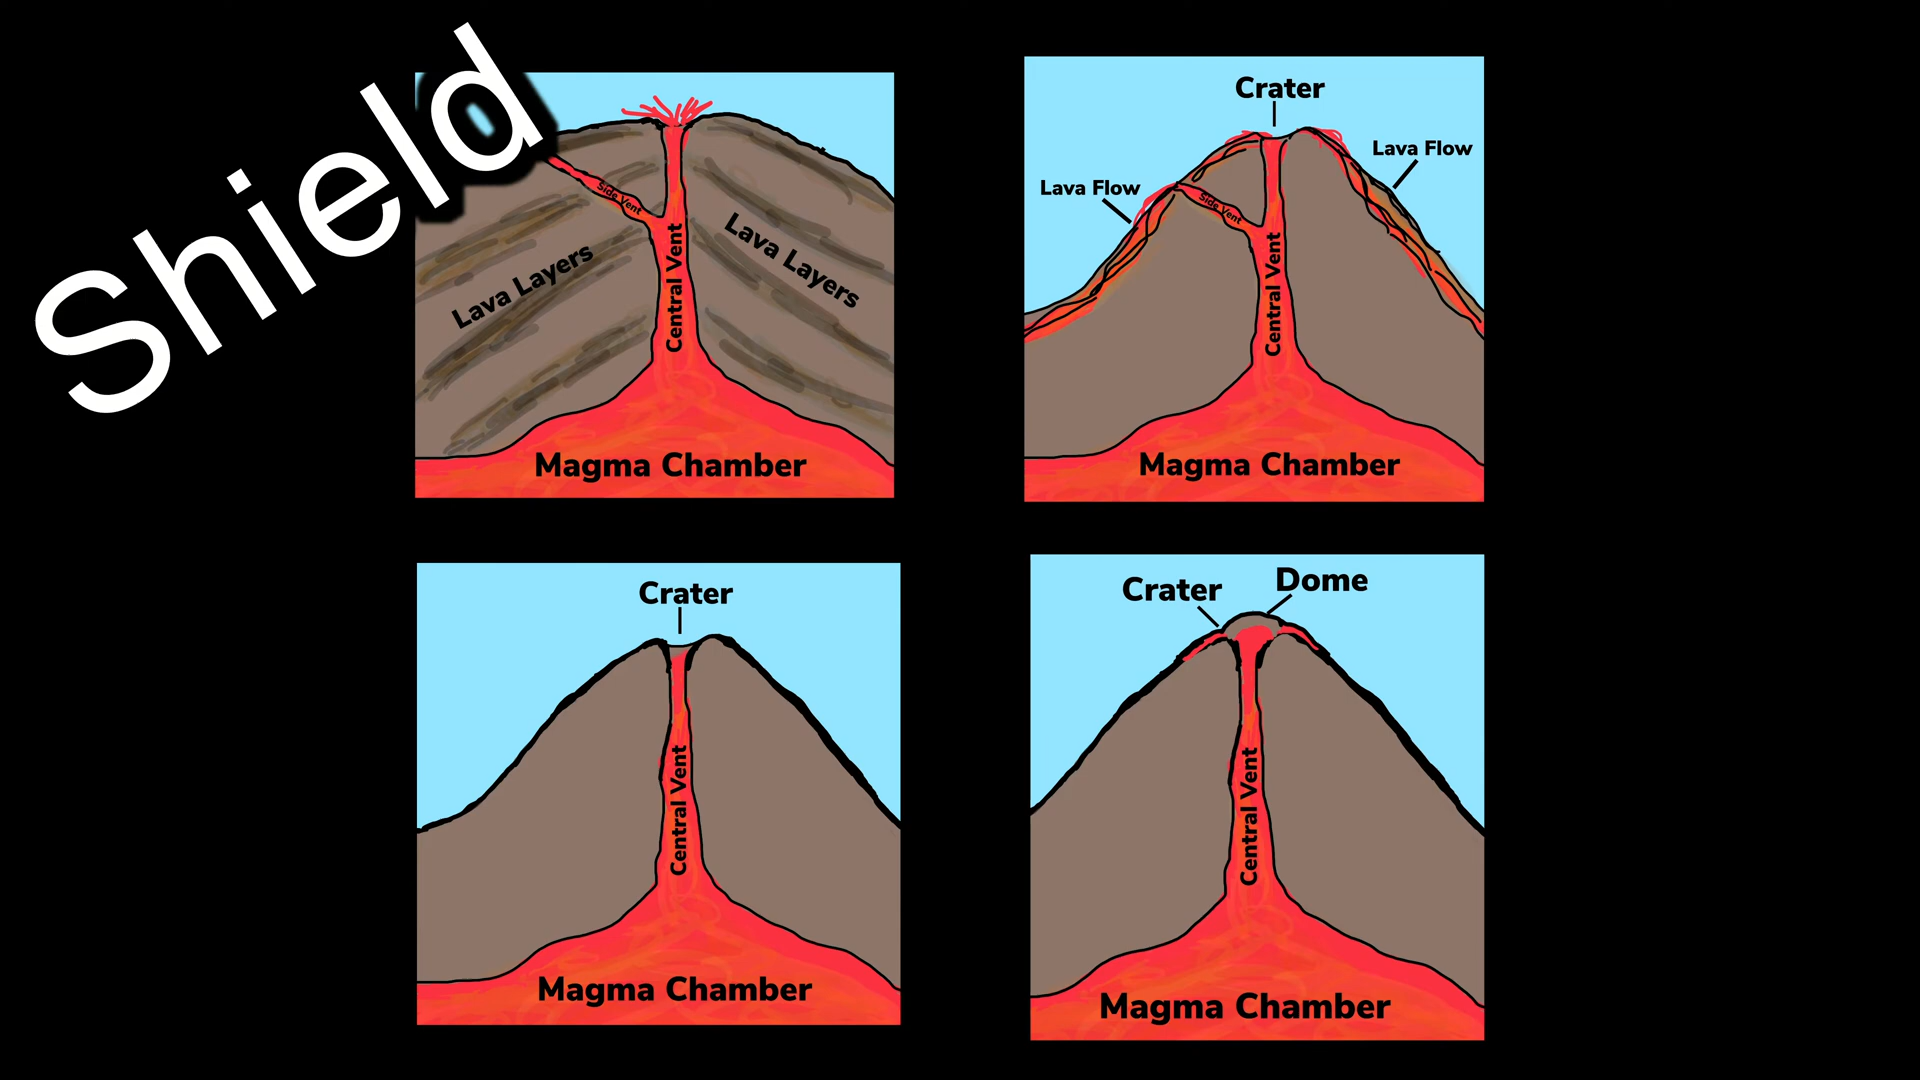 Shield
Side Vent
Lava Layers
Lava Layers
Central Vent
Magma Chamber
Crater
Lava Flow
Lava Flow
Side Vent
Central Vent
Magma Chamber
Crater
Central Vent
Magma Chamber
Crater
Dome
Central Vent
Magma Chamber